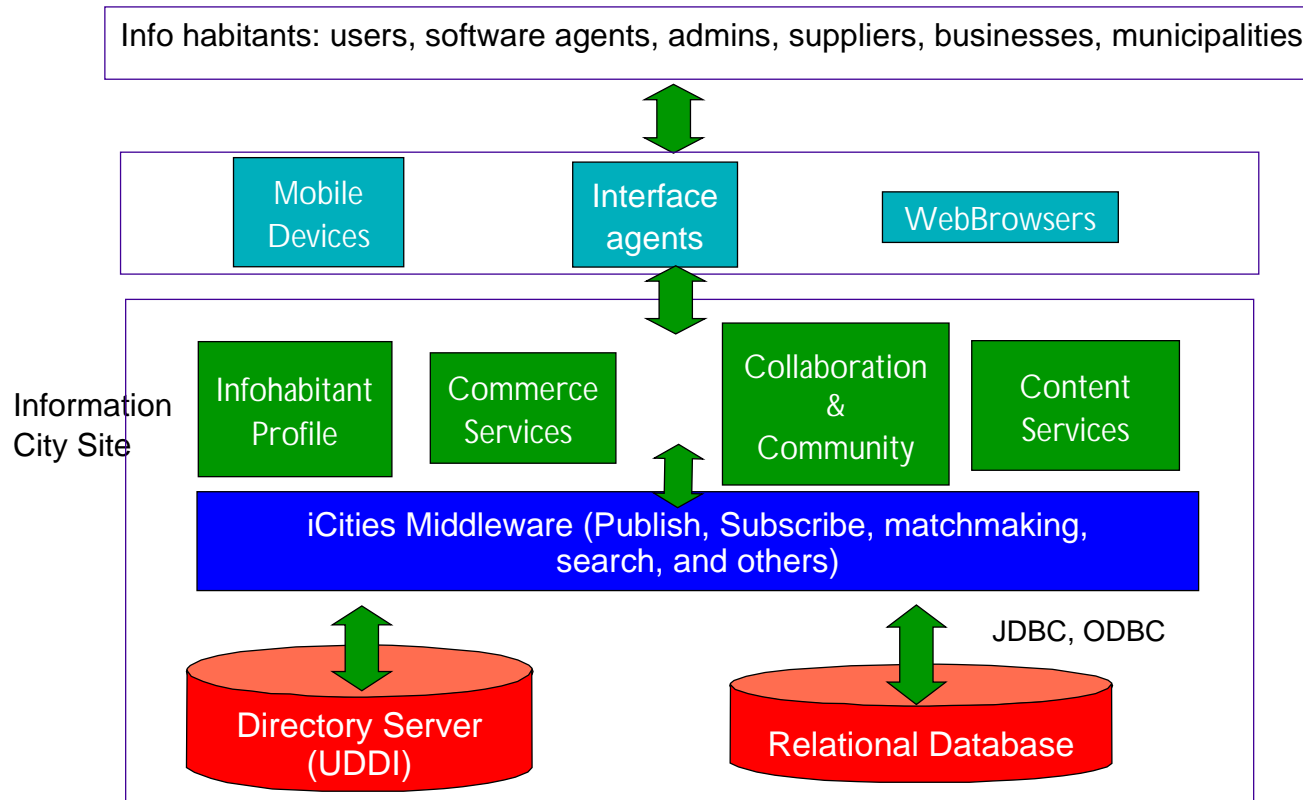 Info habitants: users, software agents, admins, suppliers, businesses, municipalities
Mobile
Devices
Interface
agents
WebBrowsers
Information
City Site
Infohabitant
Profile
Commerce
Services
Collaboration
&
Community
Content
Services
iCities Middleware (Publish, Subscribe, matchmaking,
search, and others)
JDBC, ODBC
Directory Server
(UDDI)
Relational Database